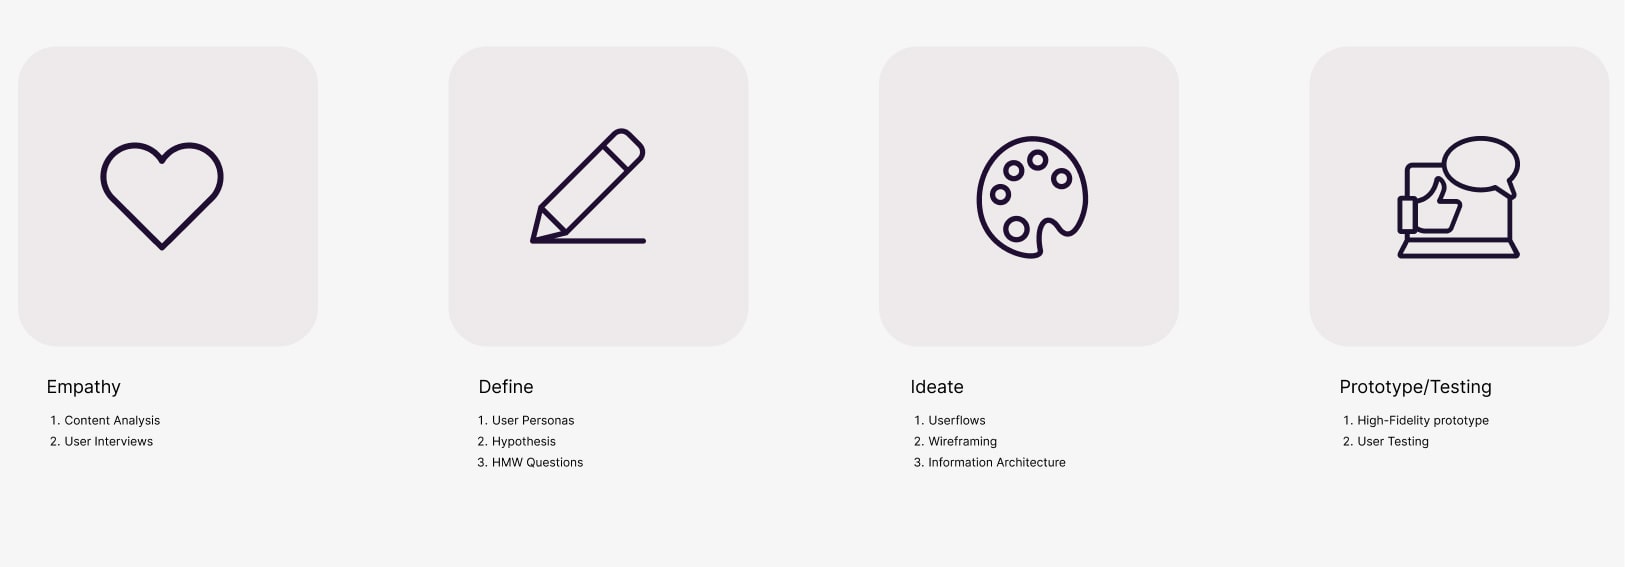 Empathy
1. Content Analysis
2. User Interviews
Define
1. User Personas
2. Hypothesis
3. HMW Questions
Ideate
1. Userflows
2. Wireframing
3. Information Architecture
Prototype/Testing
1. High-Fidelity prototype
2. User Testing